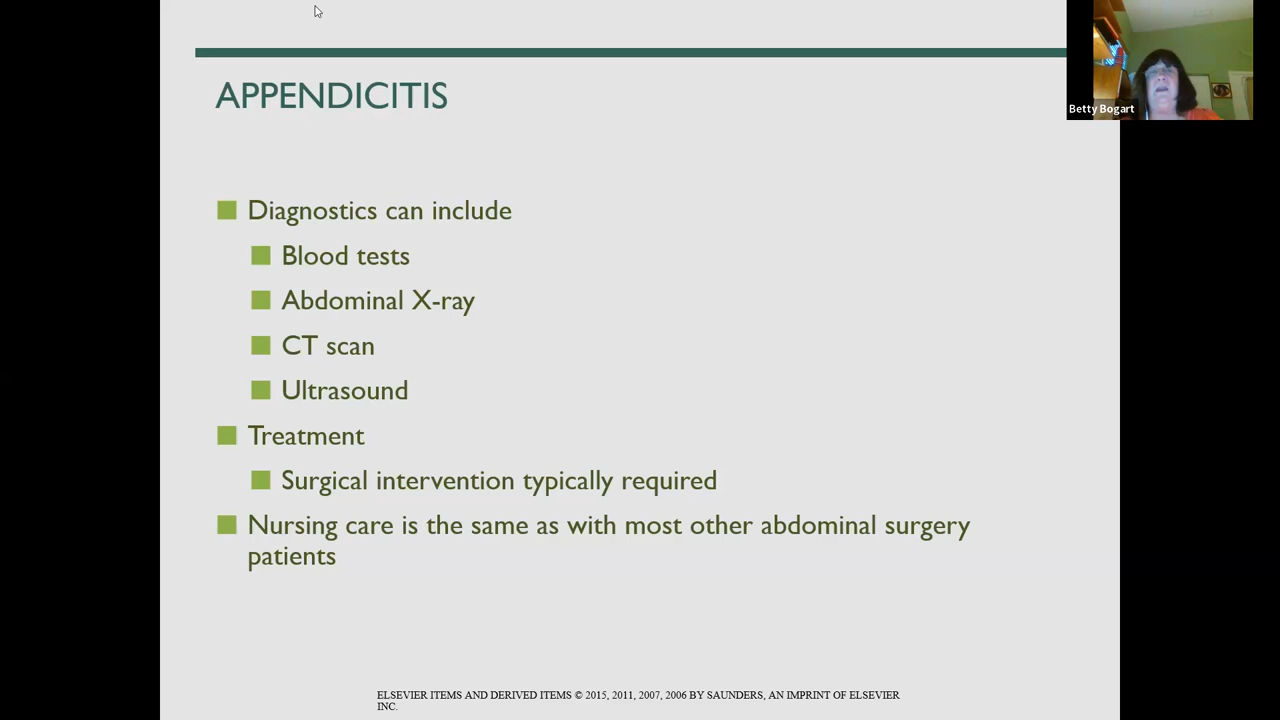 APPENDICITIS
Betty Bogart
Diagnostics can include
Blood tests
Abdominal X-ray
CT scan
Ultrasound
Treatment
Surgical intervention typically required
Nursing care is the same as with most other abdominal surgery
patients
ELSEVIER ITEMS AND DERIVED ITEMS © 2015, 2011, 2007, 2006 BY SAUNDERS, AN IMPRINT OF ELSEVIER
INC.